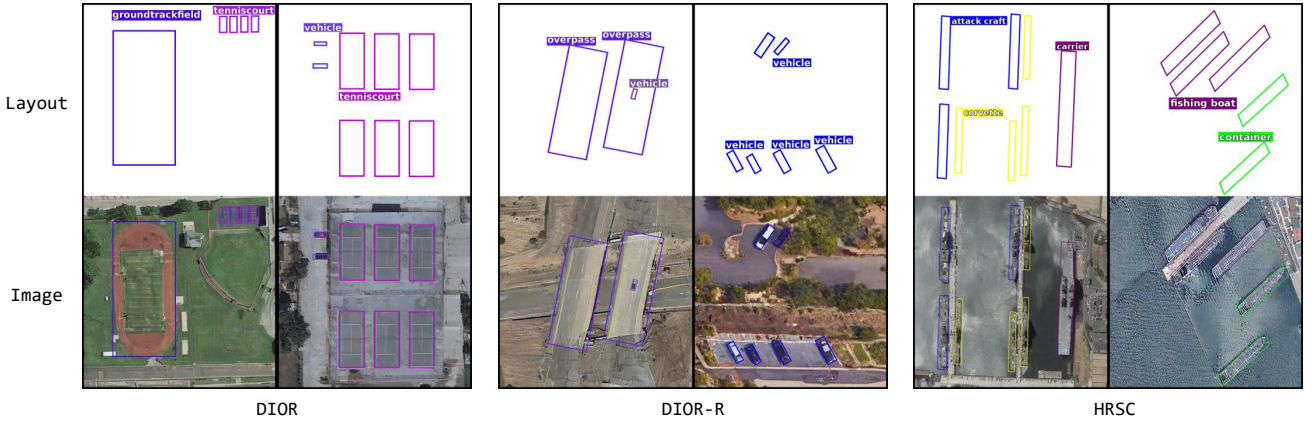 groundtrackfield
tenniscourt
vehicle
tenniscourt
overpass overpass
vehicle
vehicle
vehicle vehicle vehicle
attack craft
carrier
corvette
fishing boat
container
Layout
Image
DIOR
DIOR-R
HRSC